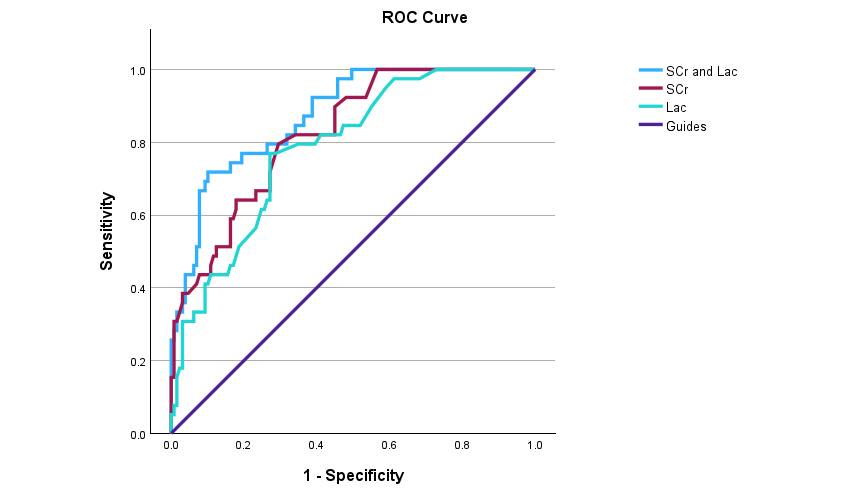 ROC Curve
1.0
0.8
0.6
0.4
0.2
0.0
Sensitivity
0.0 0.2 0.4 0.6 0.8 1.0
1 - Specificity
SCr and Lac
SCr
Lac
Guides